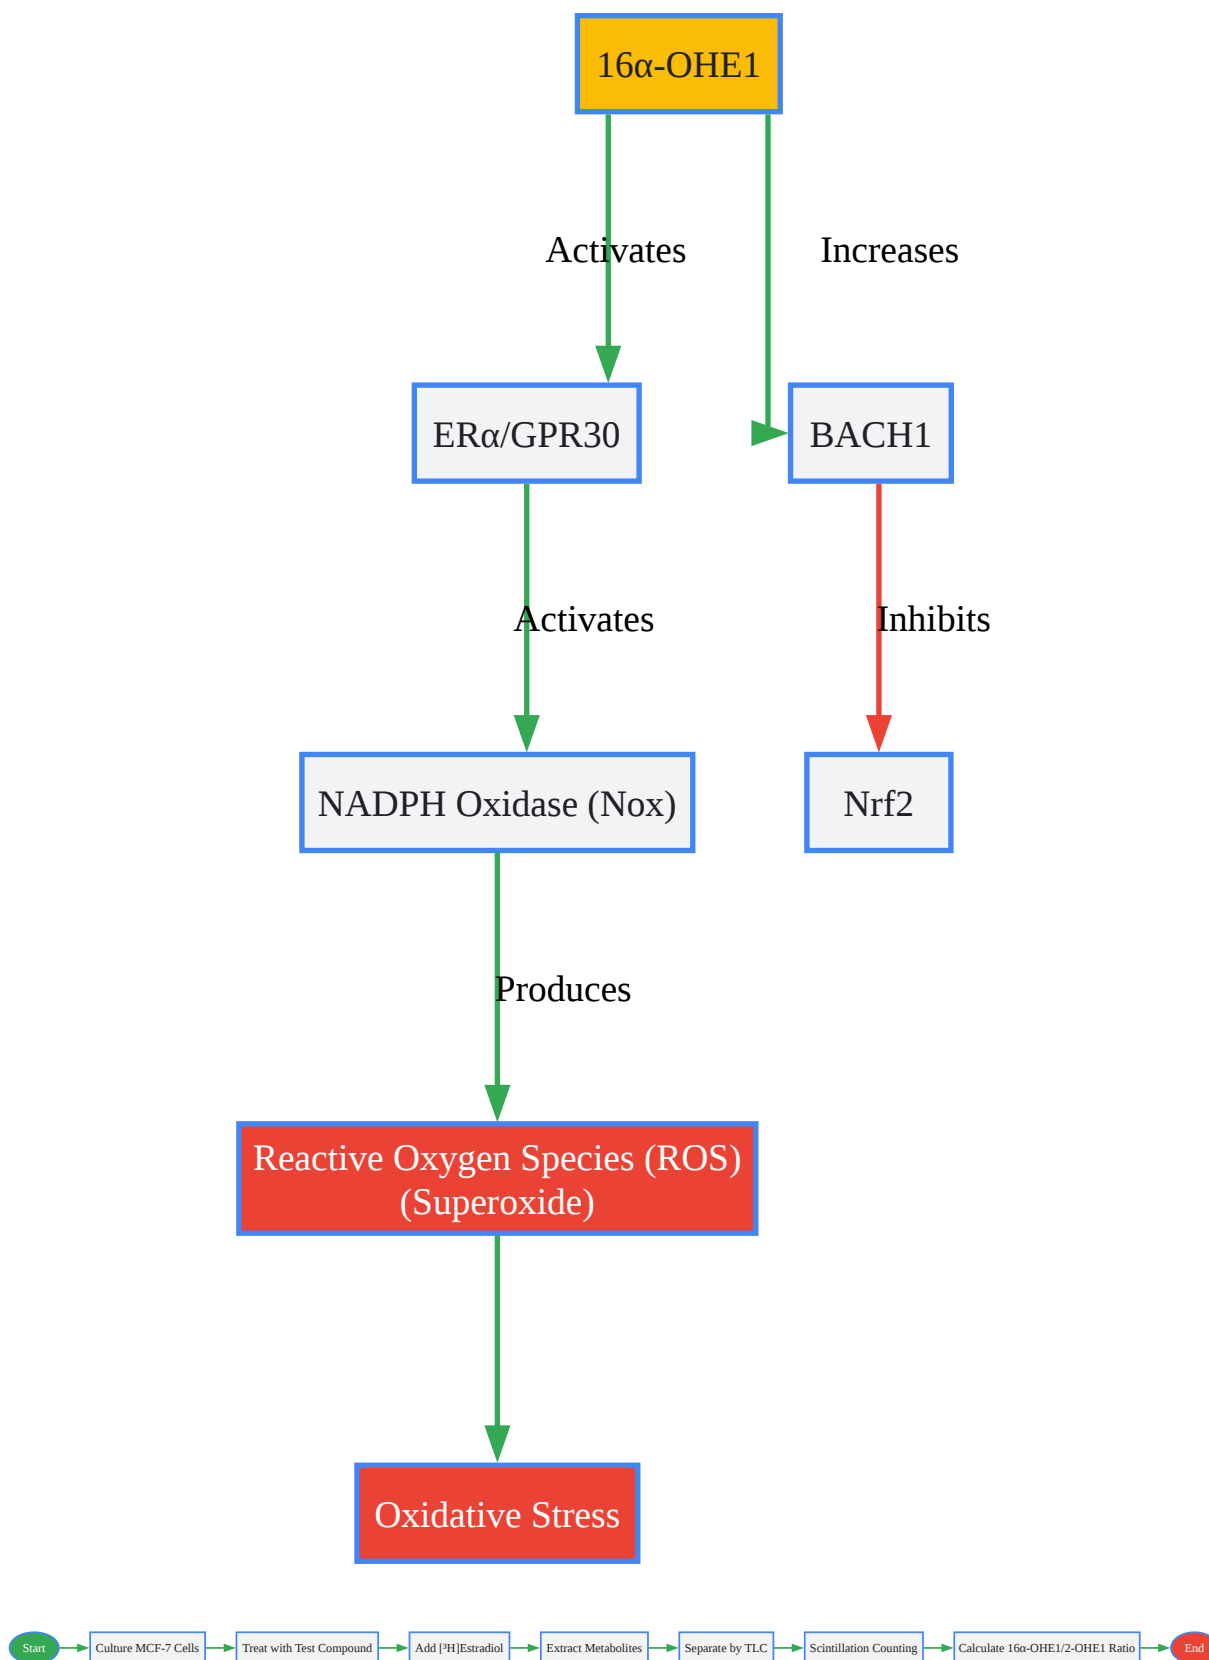 16α-OHE1
Activates
Increases
ERα/GPR30
BACH1
Activates
Inhibits
NADPH Oxidase (Nox)
Nrf2
Produces
Reactive Oxygen Species (ROS)
(Superoxide)
Oxidative Stress
Start
Culture MCF-7 Cells
Treat with Test Compound
Add [³H]Estradiol
Extract Metabolites
Separate by TLC
Scintillation Counting
Calculate 16α-OHE1/2-OHE1 Ratio
End